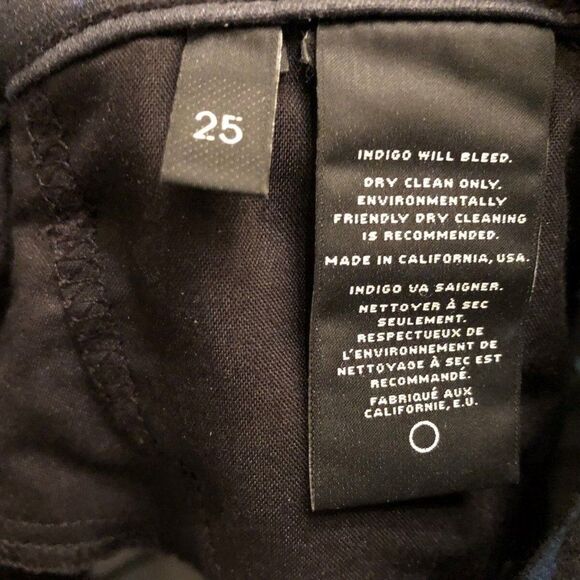 25
INDIGO WILL BLEED.
DRY CLEAN ONLY.
ENVIRONMENTALLY
FRIENDLY DRY CLEANING
IS RECOMMENDED.
MADE IN CALIFORNIA, USA.
INDIGO VA SAIGNER.
NETTOYER À SEC
SEULEMENT.
RESPECTUEUX DE
L'ENVIRONNEMENT DE
NETTOYAGE À SEC EST
RECOMMANDÉ.
FABRIQUÉ AUX
CALIFORNIE, E.U.